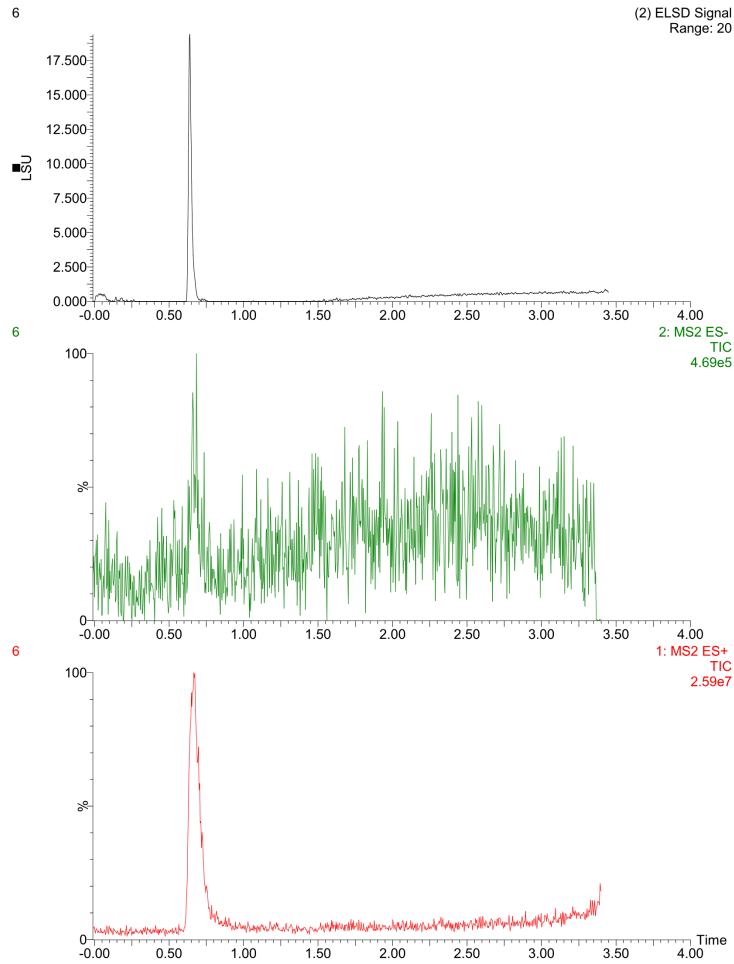 6
(2) ELSD Signal
Range: 20
17.500
15.000
12.500
10.000
7.500
5.000
2.500
0.000
LSU
-0.00 0.50 1.00 1.50 2.00 2.50 3.00 3.50 4.00
6
2: MS2 ES-
TIC
4.69e5
100
%
0
-0.00 0.50 1.00 1.50 2.00 2.50 3.00 3.50 4.00
6
1: MS2 ES+
TIC
2.59e7
100
%
0
Time
-0.00 0.50 1.00 1.50 2.00 2.50 3.00 3.50 4.00